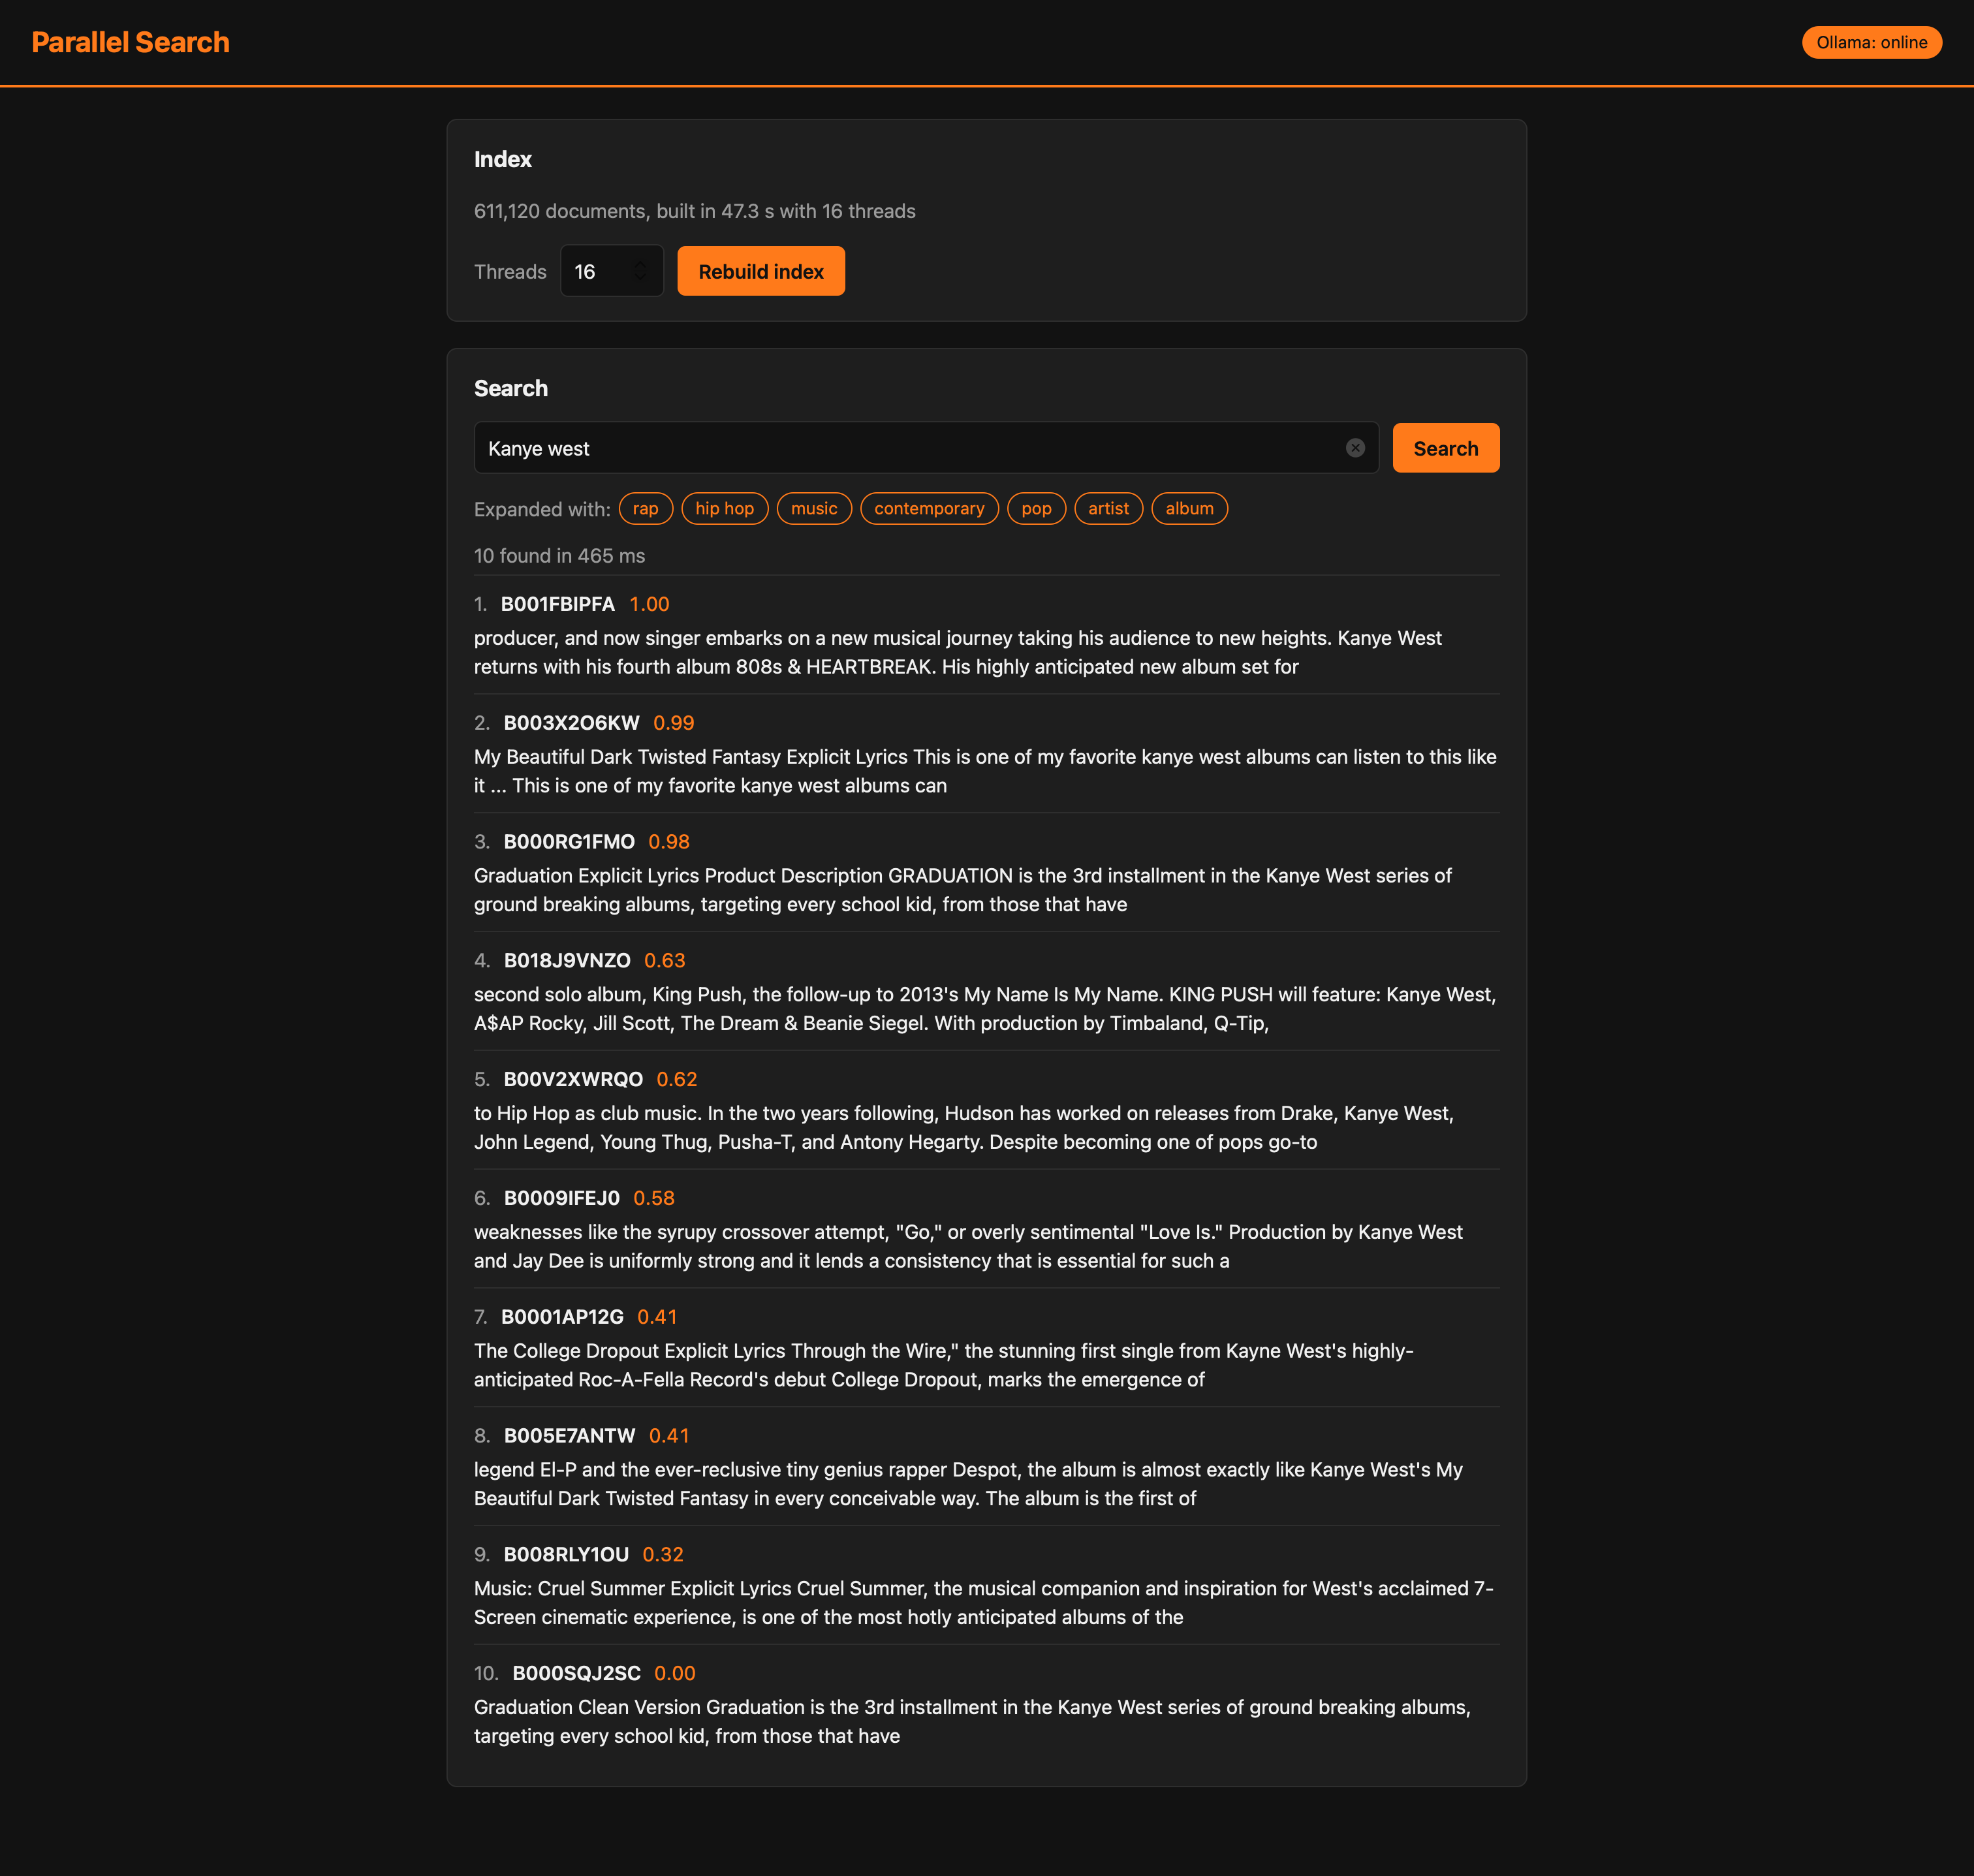 Parallel Search
Ollama: online
Index
611,120 documents, built in 47.3 s with 16 threads
Threads 16 Rebuild index
Search
Kanye west Search
Expanded with: rap hip hop music contemporary pop artist album
10 found in 465 ms
1. B001FBIPFA 1.00
producer, and now singer embarks on a new musical journey taking his audience to new heights. Kanye West
returns with his fourth album 808s & HEARTBREAK. His highly anticipated new album set for
2. B003X2O6KW 0.99
My Beautiful Dark Twisted Fantasy Explicit Lyrics This is one of my favorite kanye west albums can listen to this like
it ... This is one of my favorite kanye west albums can
3. B000RG1FMO 0.98
Graduation Explicit Lyrics Product Description GRADUATION is the 3rd installment in the Kanye West series of
ground breaking albums, targeting every school kid, from those that have
4. B018J9VNZO 0.63
second solo album, King Push, the follow-up to 2013's My Name Is My Name. KING PUSH will feature: Kanye West,
A$AP Rocky, Jill Scott, The Dream & Beanie Siegel. With production by Timbaland, Q-Tip,
5. B00V2XWRQO 0.62
to Hip Hop as club music. In the two years following, Hudson has worked on releases from Drake, Kanye West,
John Legend, Young Thug, Pusha-T, and Antony Hegarty. Despite becoming one of pops go-to
6. B0009IFEJ0 0.58
weaknesses like the syrupy crossover attempt, "Go," or overly sentimental "Love Is." Production by Kanye West
and Jay Dee is uniformly strong and it lends a consistency that is essential for such a
7. B0001AP12G 0.41
The College Dropout Explicit Lyrics Through the Wire," the stunning first single from Kayne West's highly-
anticipated Roc-A-Fella Record's debut College Dropout, marks the emergence of
8. B005E7ANTW 0.41
legend El-P and the ever-reclusive tiny genius rapper Despot, the album is almost exactly like Kanye West's My
Beautiful Dark Twisted Fantasy in every conceivable way. The album is the first of
9. B008RLY1OU 0.32
Music: Cruel Summer Explicit Lyrics Cruel Summer, the musical companion and inspiration for West's acclaimed 7-
Screen cinematic experience, is one of the most hotly anticipated albums of the
10. B000SQJ2SC 0.00
Graduation Clean Version Graduation is the 3rd installment in the Kanye West series of ground breaking albums,
targeting every school kid, from those that have